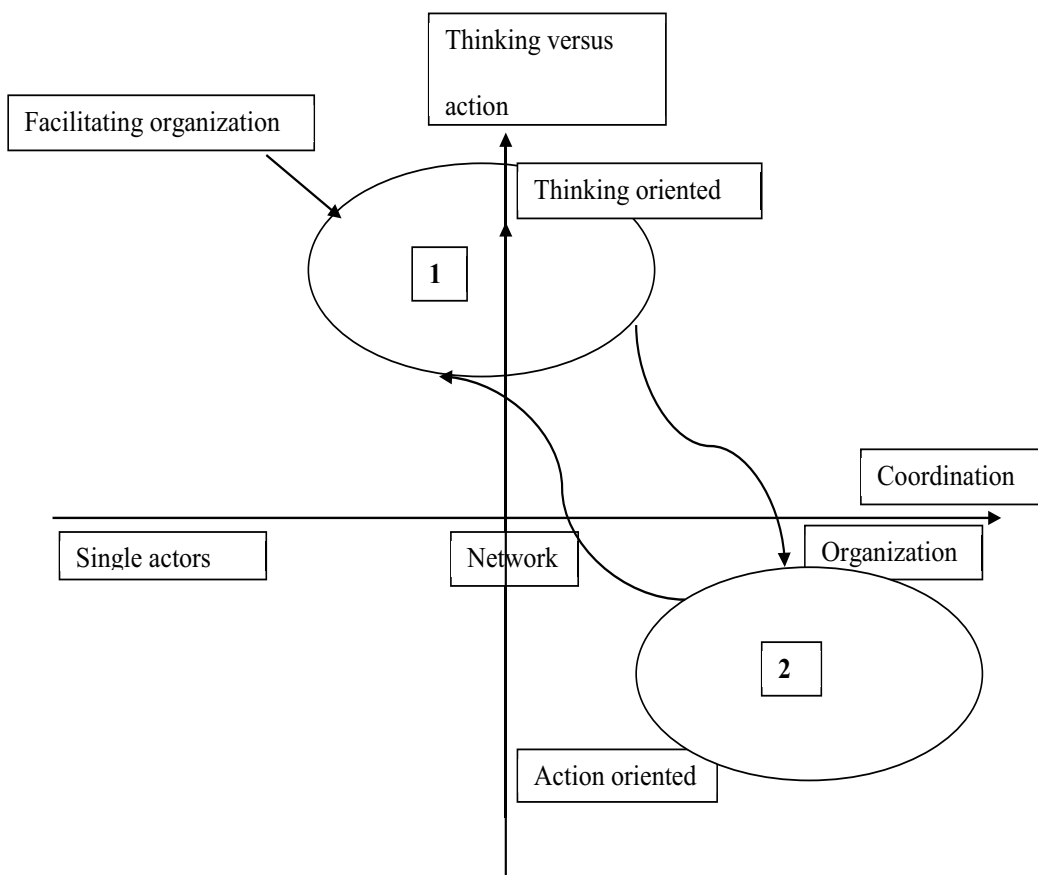 Thinking versus
action
Facilitating organization
Thinking oriented
1
Coordination
Single actors
Network
Organization
2
Action oriented